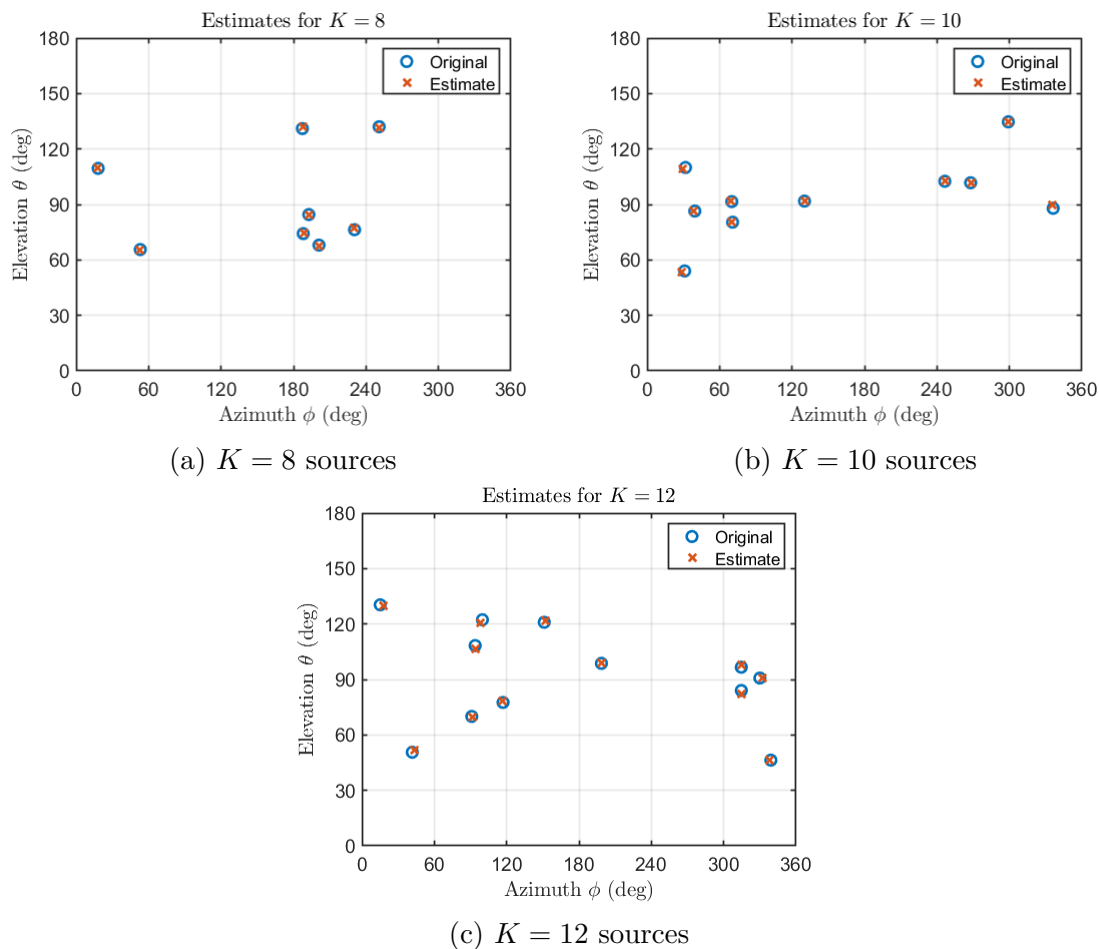 Estimates for K = 8
180
150
120
90
60
30
0
0 60 120 180 240 300 360
Elevation θ (deg)
Azimuth ϕ (deg)
Original
Estimate
(a) K = 8 sources
Estimates for K = 10
180
150
120
90
60
30
0
0 60 120 180 240 300 360
Elevation θ (deg)
Azimuth ϕ (deg)
Original
Estimate
(b) K = 10 sources
Estimates for K = 12
180
150
120
90
60
30
0
0 60 120 180 240 300 360
Elevation θ (deg)
Azimuth ϕ (deg)
Original
Estimate
(c) K = 12 sources